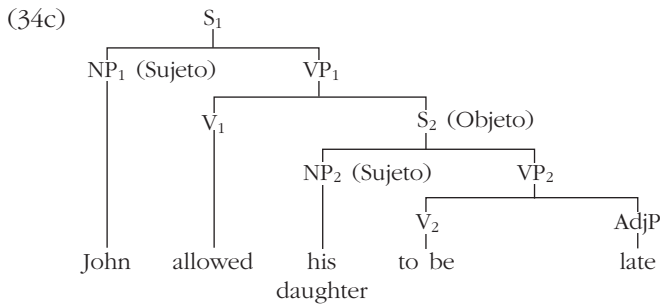 (34c) S₁
NP₁ (Sujeto) VP₁
V₁ S₂ (Objeto)
NP₂ (Sujeto) VP₂
V₂ AdjP
John allowed his to be late
daughter